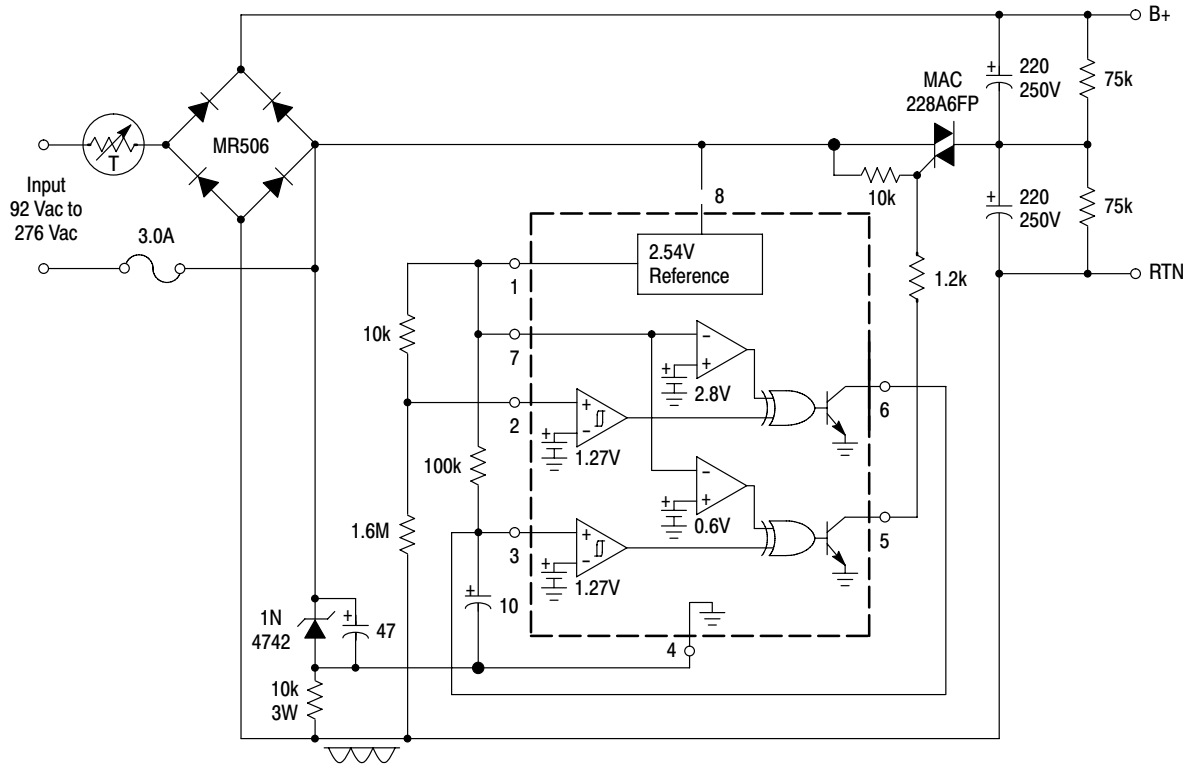 B+
220
250V
75k
MAC
228A6FP
MR506
T
Input
92 Vac to
276 Vac
3.0A
10k
8
220
250V
75k
2.54V
Reference
1
RTN
1.2k
10k
7
-
+
2.8V
6
2
+
-
1.27V
100k
-
+
0.6V
5
1.6M
3
+
-
1.27V
1N
4742
+
47
+
10
4
10k
3W